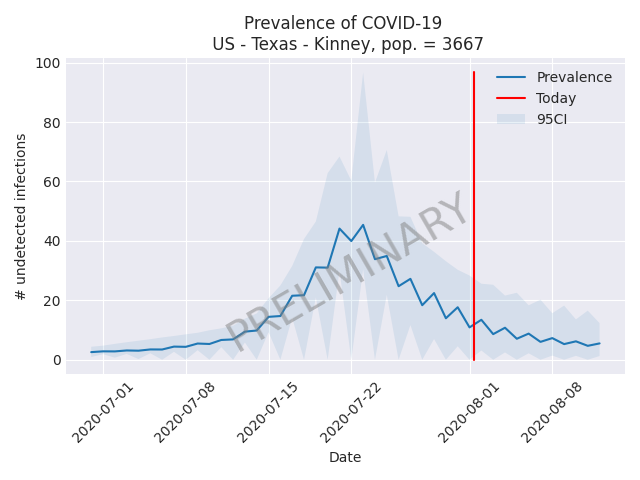 Prevalence of COVID-19
US - Texas - Kinney, pop. = 3667
100
80
60
40
20
0
# undetected infections
Prevalence
Today
95CI
PRELIMINARY
2020-07-01
2020-07-08
2020-07-15
2020-07-22
2020-08-01
2020-08-08
Date